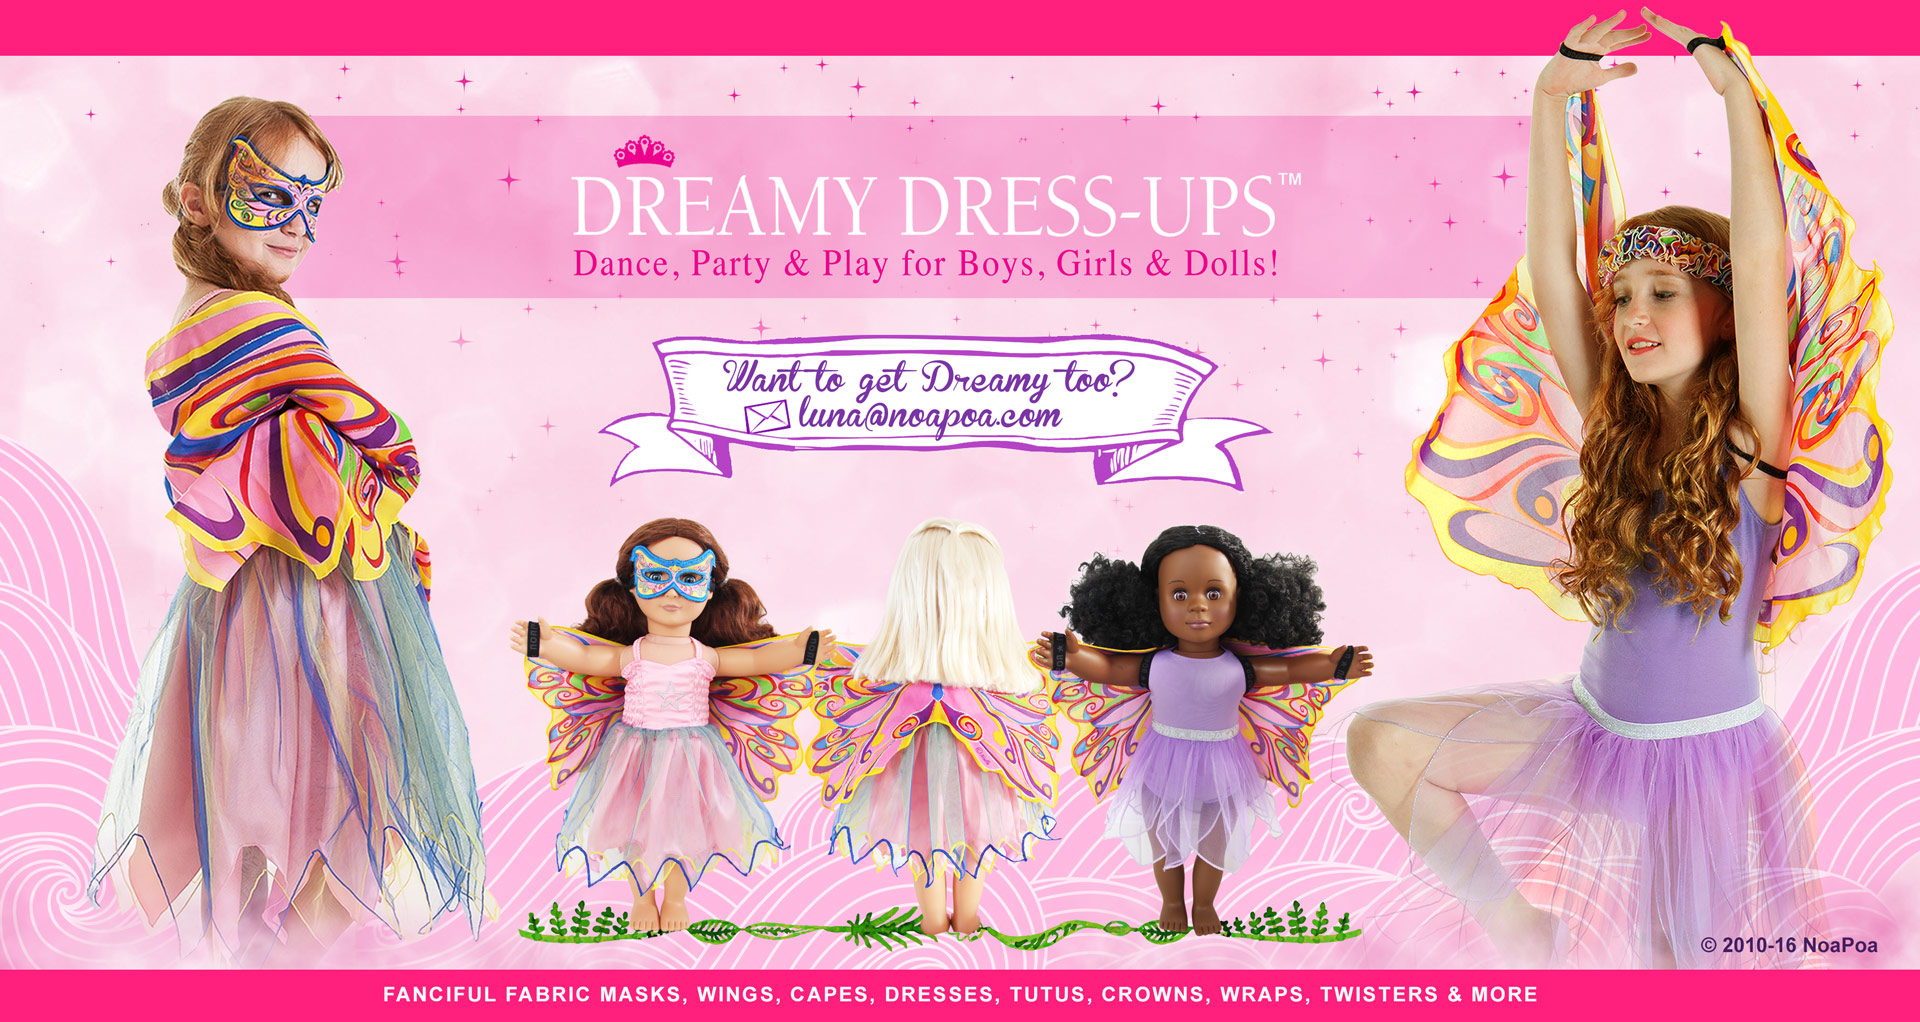 DREAMY DRESS-UPS™
Dance, Party & Play for Boys, Girls & Dolls!
Want to get Dreamy too?
luna@noapoa.com
© 2010-16 NoaPoa
FANCIFUL FABRIC MASKS, WINGS, CAPES, DRESSES, TUTUS, CROWNS, WRAPS, TWISTERS & MORE